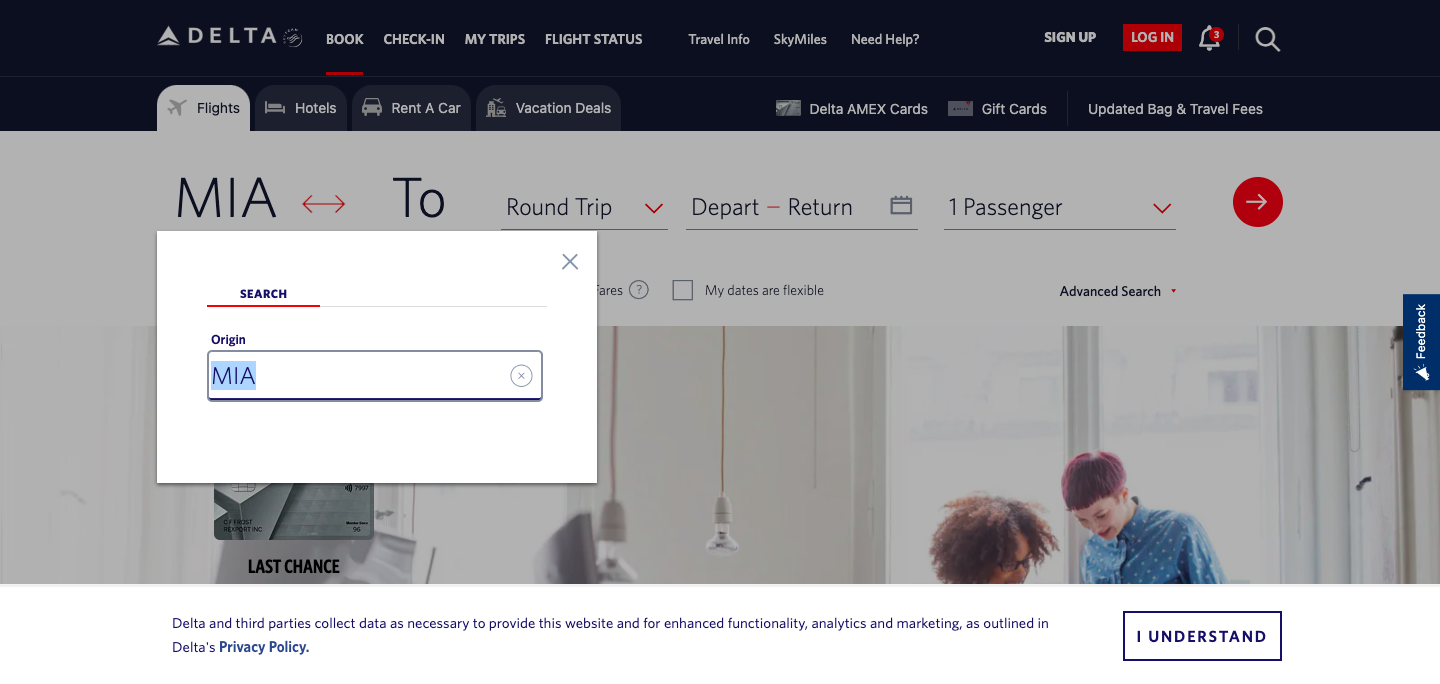 DELTA
BOOK
CHECK-IN
MY TRIPS
FLIGHT STATUS
Travel Info
SkyMiles
Need Help?
SIGN UP
LOG IN
3
Flights
Hotels
Rent A Car
Vacation Deals
Delta AMEX Cards
Gift Cards
Updated Bag & Travel Fees
MIA
To
Round Trip
Depart – Return
1 Passenger
Fares ?
My dates are flexible
Advanced Search
SEARCH
Origin
MIA
Feedback
7997
C F FROST
REXPORT INC
96
LAST CHANCE
Delta and third parties collect data as necessary to provide this website and for enhanced functionality, analytics and marketing, as outlined in
Delta's Privacy Policy.
I UNDERSTAND